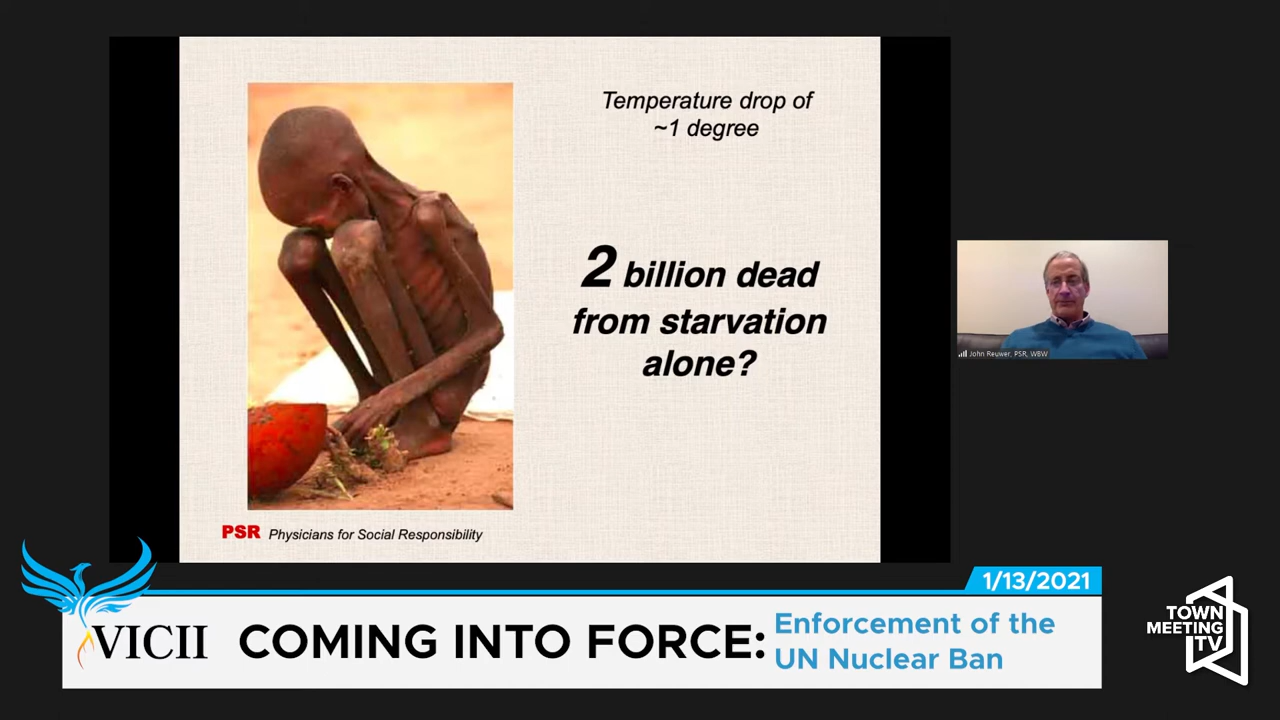 Temperature drop of
~1 degree
2 billion dead
from starvation
alone?
PSR Physicians for Social Responsibility
John Reuwer, PSR, WBW
1/13/2021
VICII
COMING INTO FORCE:
Enforcement of the
UN Nuclear Ban
TOWN
MEETING
TV